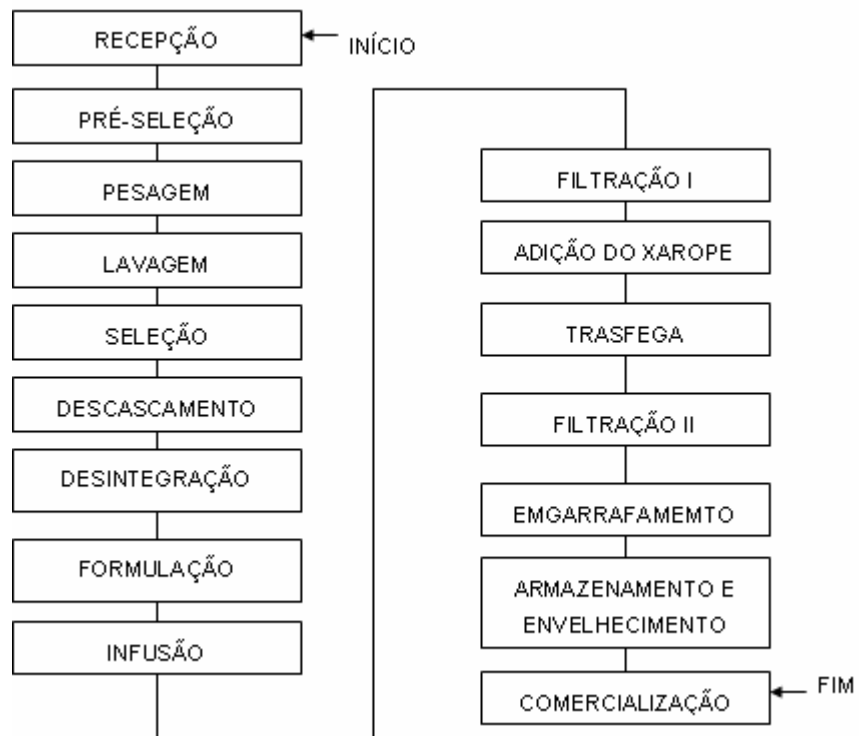 RECEPÇÃO
INÍCIO
PRÉ-SELEÇÃO
PESAGEM
LAVAGEM
SELEÇÃO
DESCASCAMENTO
DESINTEGRAÇÃO
FORMULAÇÃO
INFUSÃO
FILTRAÇÃO I
ADIÇÃO DO XAROPE
TRASFEGA
FILTRAÇÃO II
EMGARRAFAMEMTO
ARMAZENAMENTO E
ENVELHECIMENTO
COMERCIALIZAÇÃO
FIM